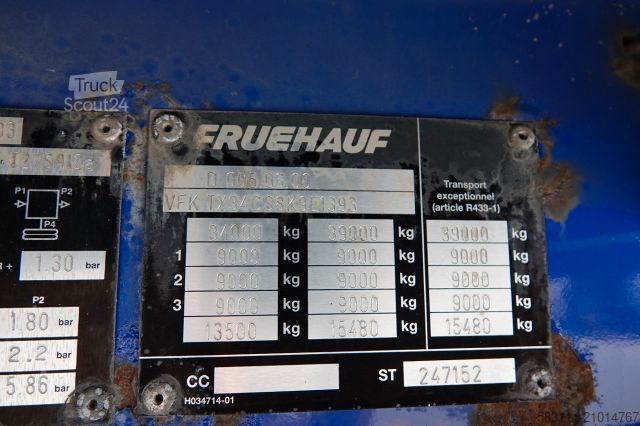 Truck
Scout24
FRUEHAUF
Transport
exceptionnel
(article R433-1)
P1 P2
P4
1.30 bar
P2
1.80 bar
2.2 bar
5.86 bar
34000 kg 39000 kg 39000 kg
1 9000 kg 9000 kg 9000 kg
2 9000 kg 9000 kg 9000 kg
3 9000 kg 9000 kg 9000 kg
13500 kg 15480 kg 15480 kg
CC ST 247152
H034714-01